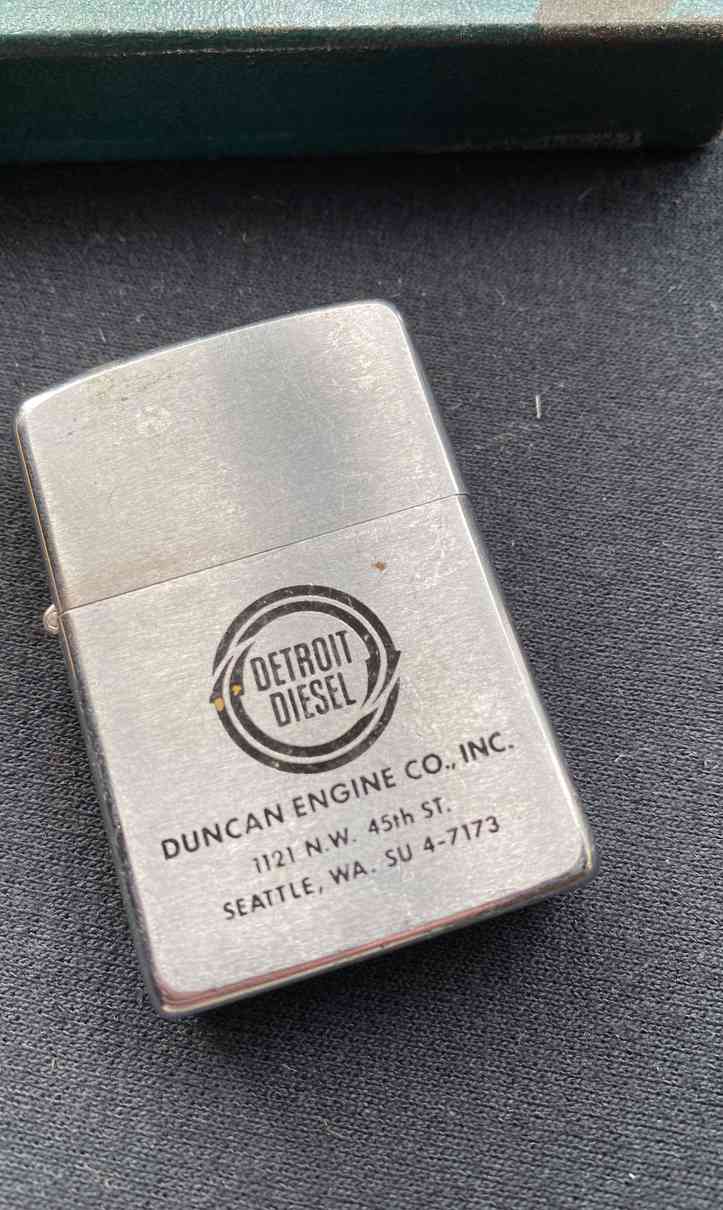 DETROIT
DIESEL
DUNCAN ENGINE CO., INC.
1121 N.W. 45th ST.
SEATTLE, WA. SU 4-7173